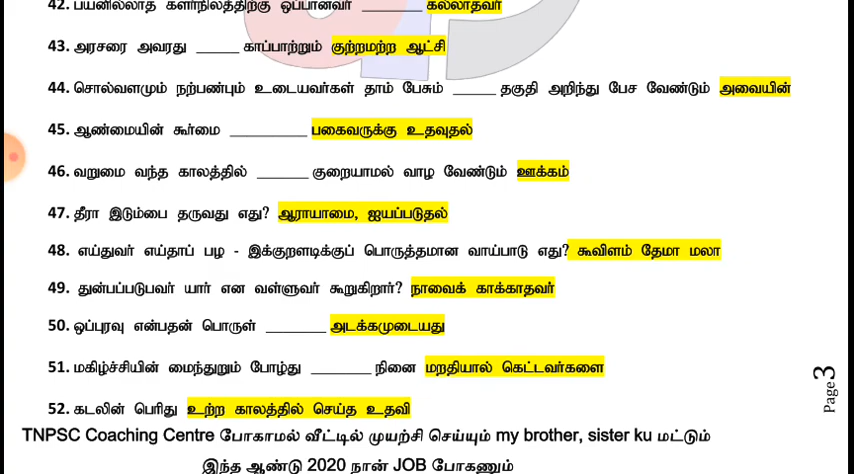 42. பயனில்லாத களர்நிலத்திற்கு ஒப்பானவர் ________ கல்லாதவர்
43. அரசரை அவரது _____ காப்பாற்றும் குற்றமற்ற ஆட்சி
44. சொல்வளமும் நற்பண்பும் உடையவர்கள் தாம் பேசும் _____ தகுதி அறிந்து பேச வேண்டும் அவையின்
45. ஆண்மையின் கூர்மை _________ பகைவருக்கு உதவுதல்
46. வறுமை வந்த காலத்தில் ______ குறையாமல் வாழ வேண்டும் ஊக்கம்
47. தீரா இடும்பை தருவது எது? ஆராயாமை, ஐயப்படுதல்
48. எய்துவர் எய்தாப் பழ - இக்குறளடிக்குப் பொருத்தமான வாய்பாடு எது? கூவிளம் தேமா மலர்
49. துன்பப்படுபவர் யார் என வள்ளுவர் கூறுகிறார்? நாவைக் காக்காதவர்
50. ஒப்புரவு என்பதன் பொருள் _______ அடக்கமுடையது
51. மகிழ்ச்சியின் மைந்துறும் போழ்து _______ நினை மறதியால் கெட்டவர்களை
52. கடலின் பெரிது உற்ற காலத்தில் செய்த உதவி
Page 3
TNPSC Coaching Centre போகாமல் வீட்டில் முயற்சி செய்யும் my brother, sister ku மட்டும்
இந்த ஆண்டு 2020 நான் JOB போகணும்